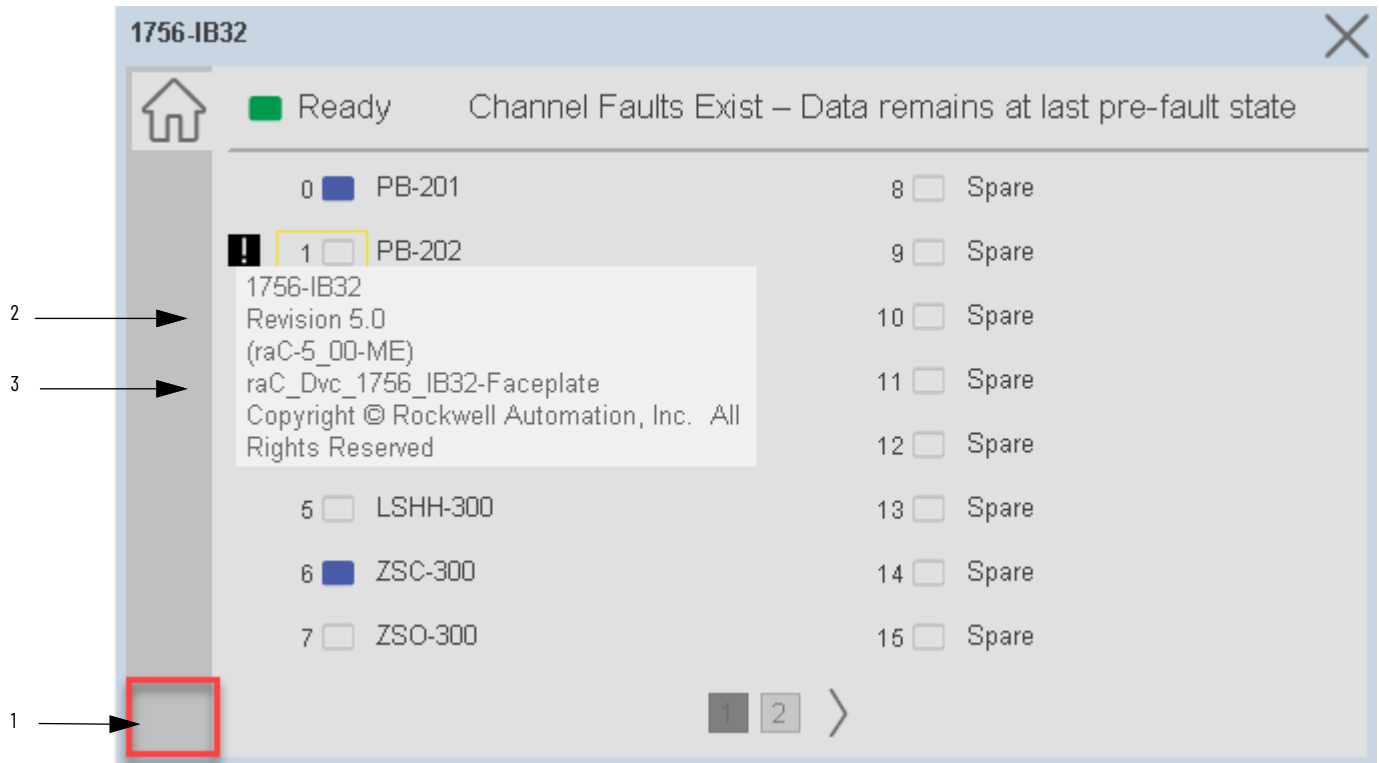 1756-IB32
Ready Channel Faults Exist – Data remains at last pre-fault state
0 PB-201 8 Spare
! 1 PB-202 9 Spare
1756-IB32
2 Revision 5.0 10 Spare
(raC-5_00-ME)
3 raC_Dvc_1756_IB32-Faceplate 11 Spare
Copyright © Rockwell Automation, Inc. All
Rights Reserved 12 Spare
5 LSHH-300 13 Spare
6 ZSC-300 14 Spare
7 ZSO-300 15 Spare
1 1 2